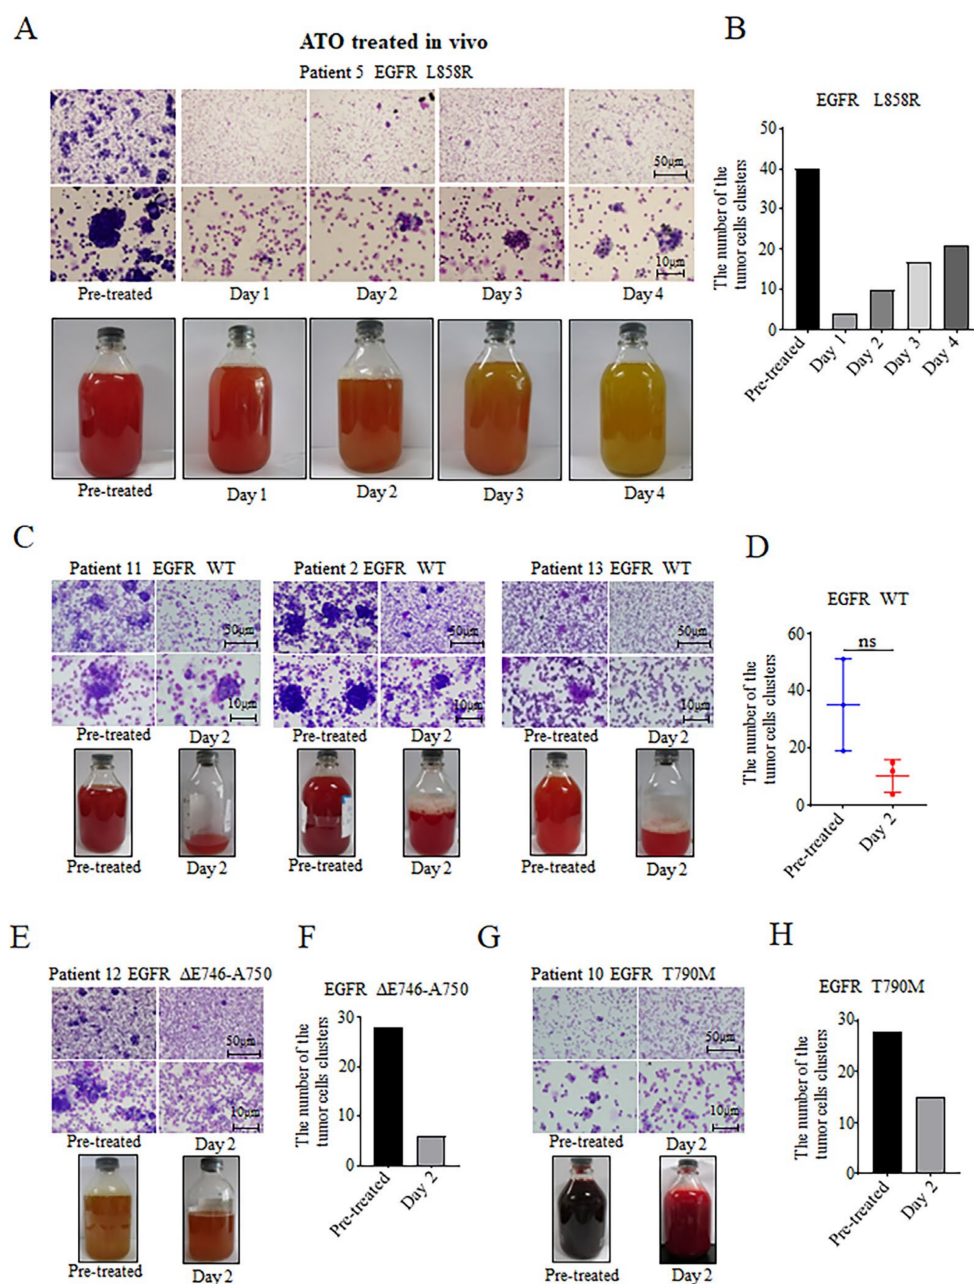 A
ATO treated in vivo
Patient 5 EGFR L858R
50μm
10μm
Pre-treated Day 1 Day 2 Day 3 Day 4
Pre-treated Day 1 Day 2 Day 3 Day 4
B
EGFR L858R
The number of the
tumor cells clusters
50
40
30
20
10
0
Pre-treated
Day 1
Day 2
Day 3
Day 4
C
Patient 11 EGFR WT
50μm
10μm
Pre-treated Day 2
Pre-treated Day 2
Patient 2 EGFR WT
50μm
10μm
Pre-treated Day 2
Pre-treated Day 2
Patient 13 EGFR WT
50μm
10μm
Pre-treated Day 2
Pre-treated Day 2
D
EGFR WT
ns
The number of the
tumor cells clusters
60
40
20
0
Pre-treated
Day 2
E
Patient 12 EGFR ΔE746-A750
50μm
10μm
Pre-treated Day 2
Pre-treated Day 2
F
EGFR ΔE746-A750
The number of the
tumor cells clusters
30
20
10
0
Pre-treated
Day 2
G
Patient 10 EGFR T790M
50μm
10μm
Pre-treated Day 2
Pre-treated Day 2
H
EGFR T790M
The number of the
tumor cells clusters
30
20
10
0
Pre-treated
Day 2